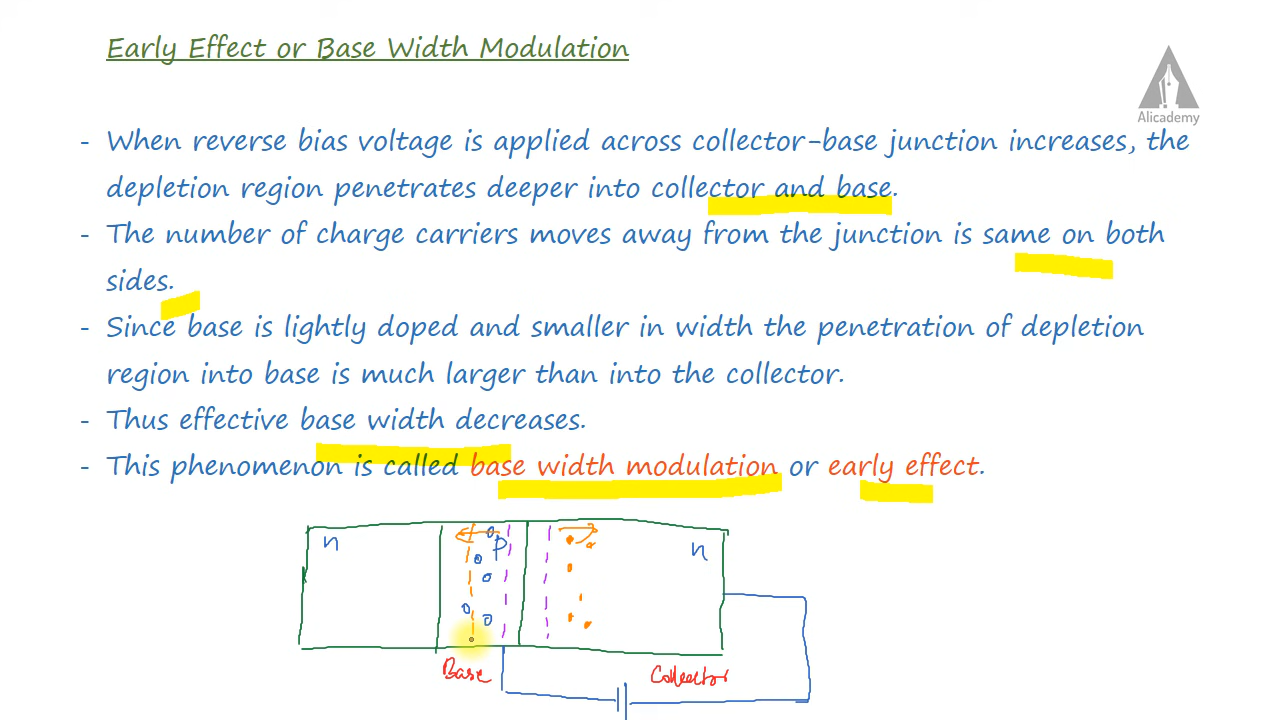 Early Effect or Base Width Modulation
Alicademy
- When reverse bias voltage is applied across collector-base junction increases, the
depletion region penetrates deeper into collector and base.
- The number of charge carriers moves away from the junction is same on both
sides.
- Since base is lightly doped and smaller in width the penetration of depletion
region into base is much larger than into the collector.
- Thus effective base width decreases.
- This phenomenon is called base width modulation or early effect.
n
p
n
Base
Collector